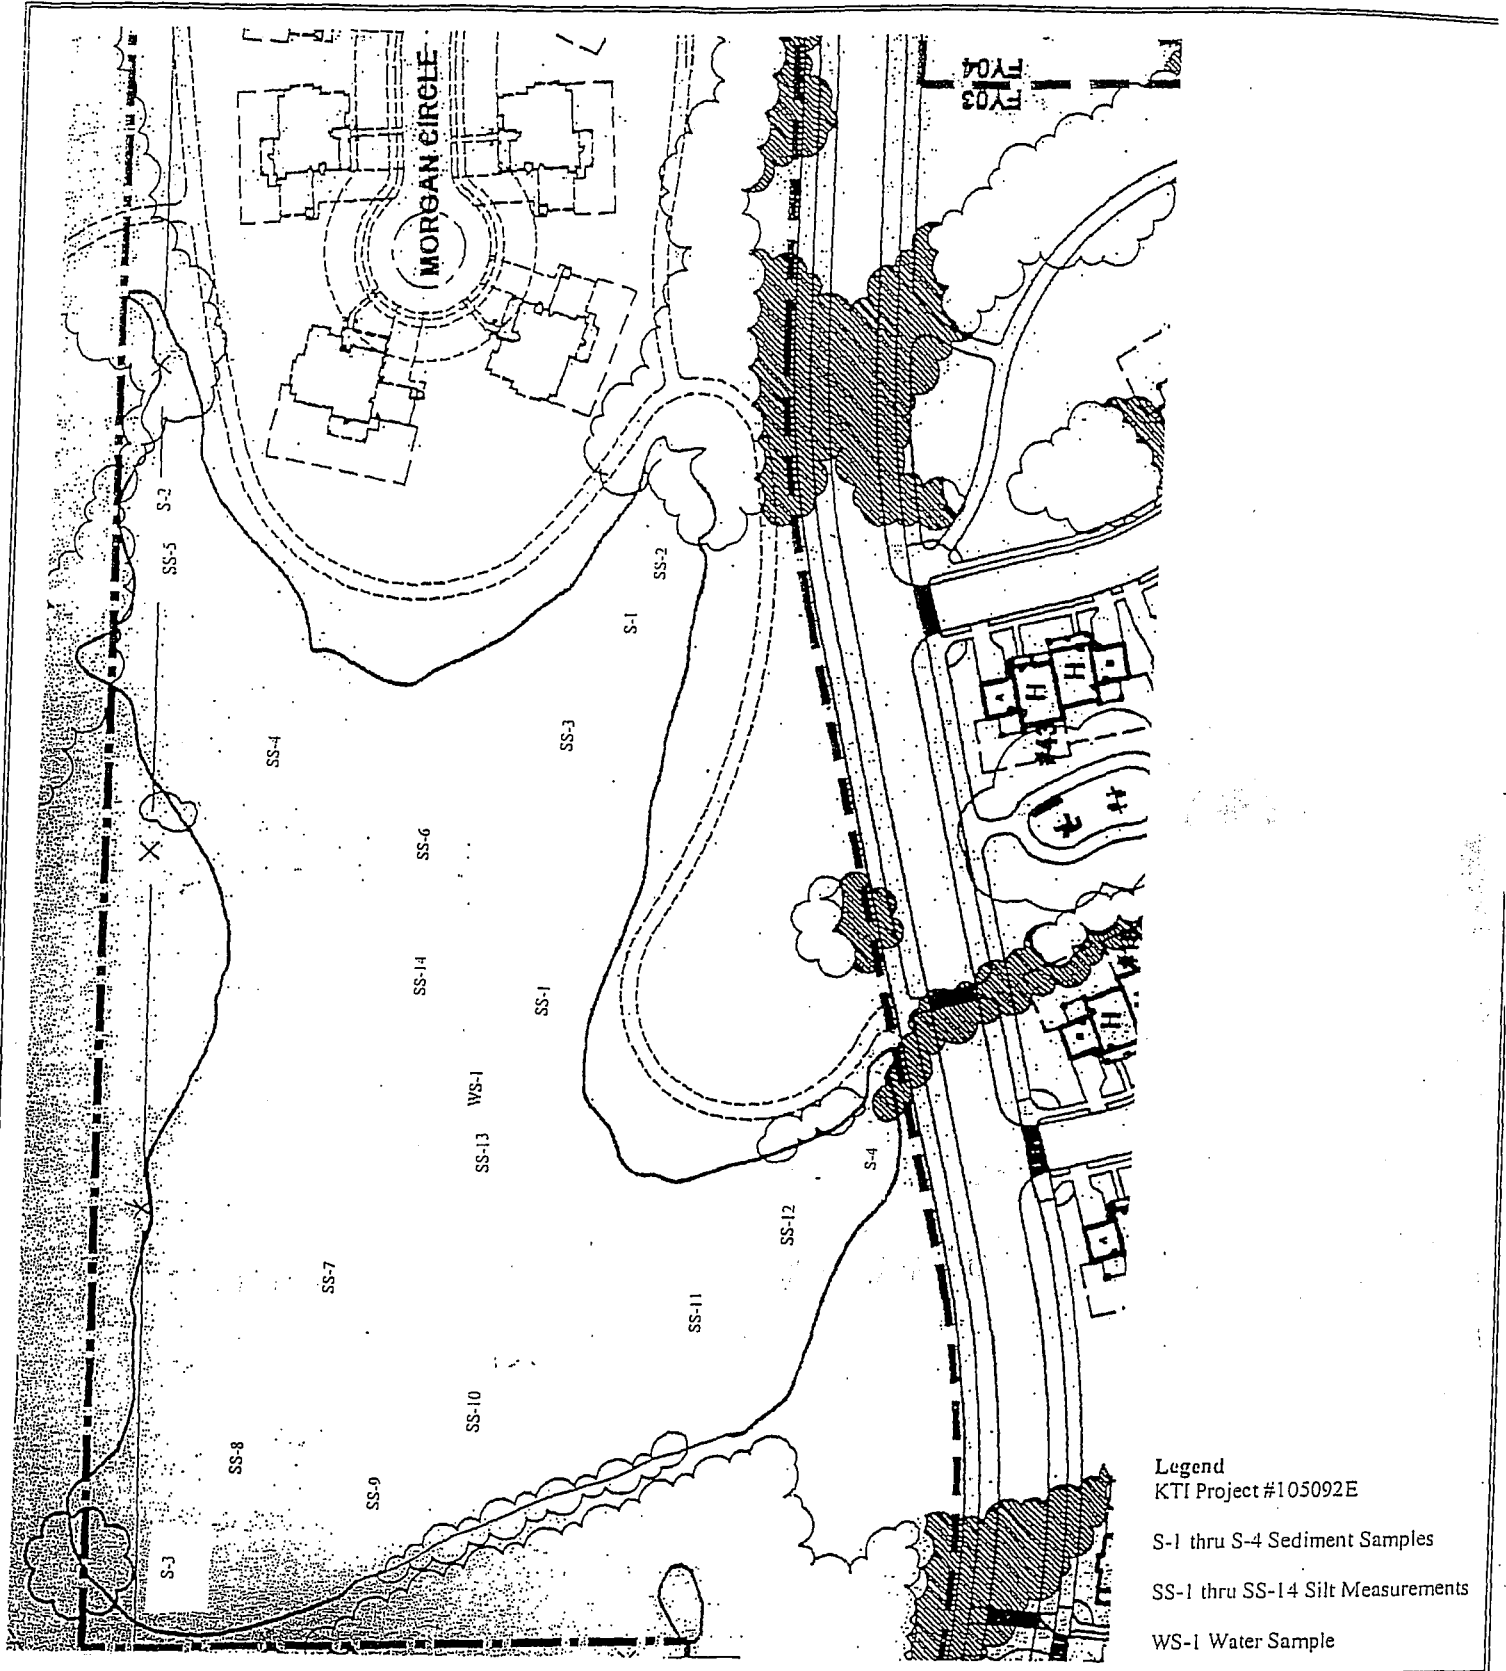 MORGAN CIRCLE
FY04
FY03
S-2
SS-5
SS-2
S-1
SS-4
SS-3
H
H
A
B
#43
SS-6
SS-14
SS-1
WS-1
SS-13
H
B
S-4
SS-12
A
SS-7
SS-11
SS-10
SS-8
SS-9
S-3
Legend
KTI Project #105092E
S-1 thru S-4 Sediment Samples
SS-1 thru SS-14 Silt Measurements
WS-1 Water Sample